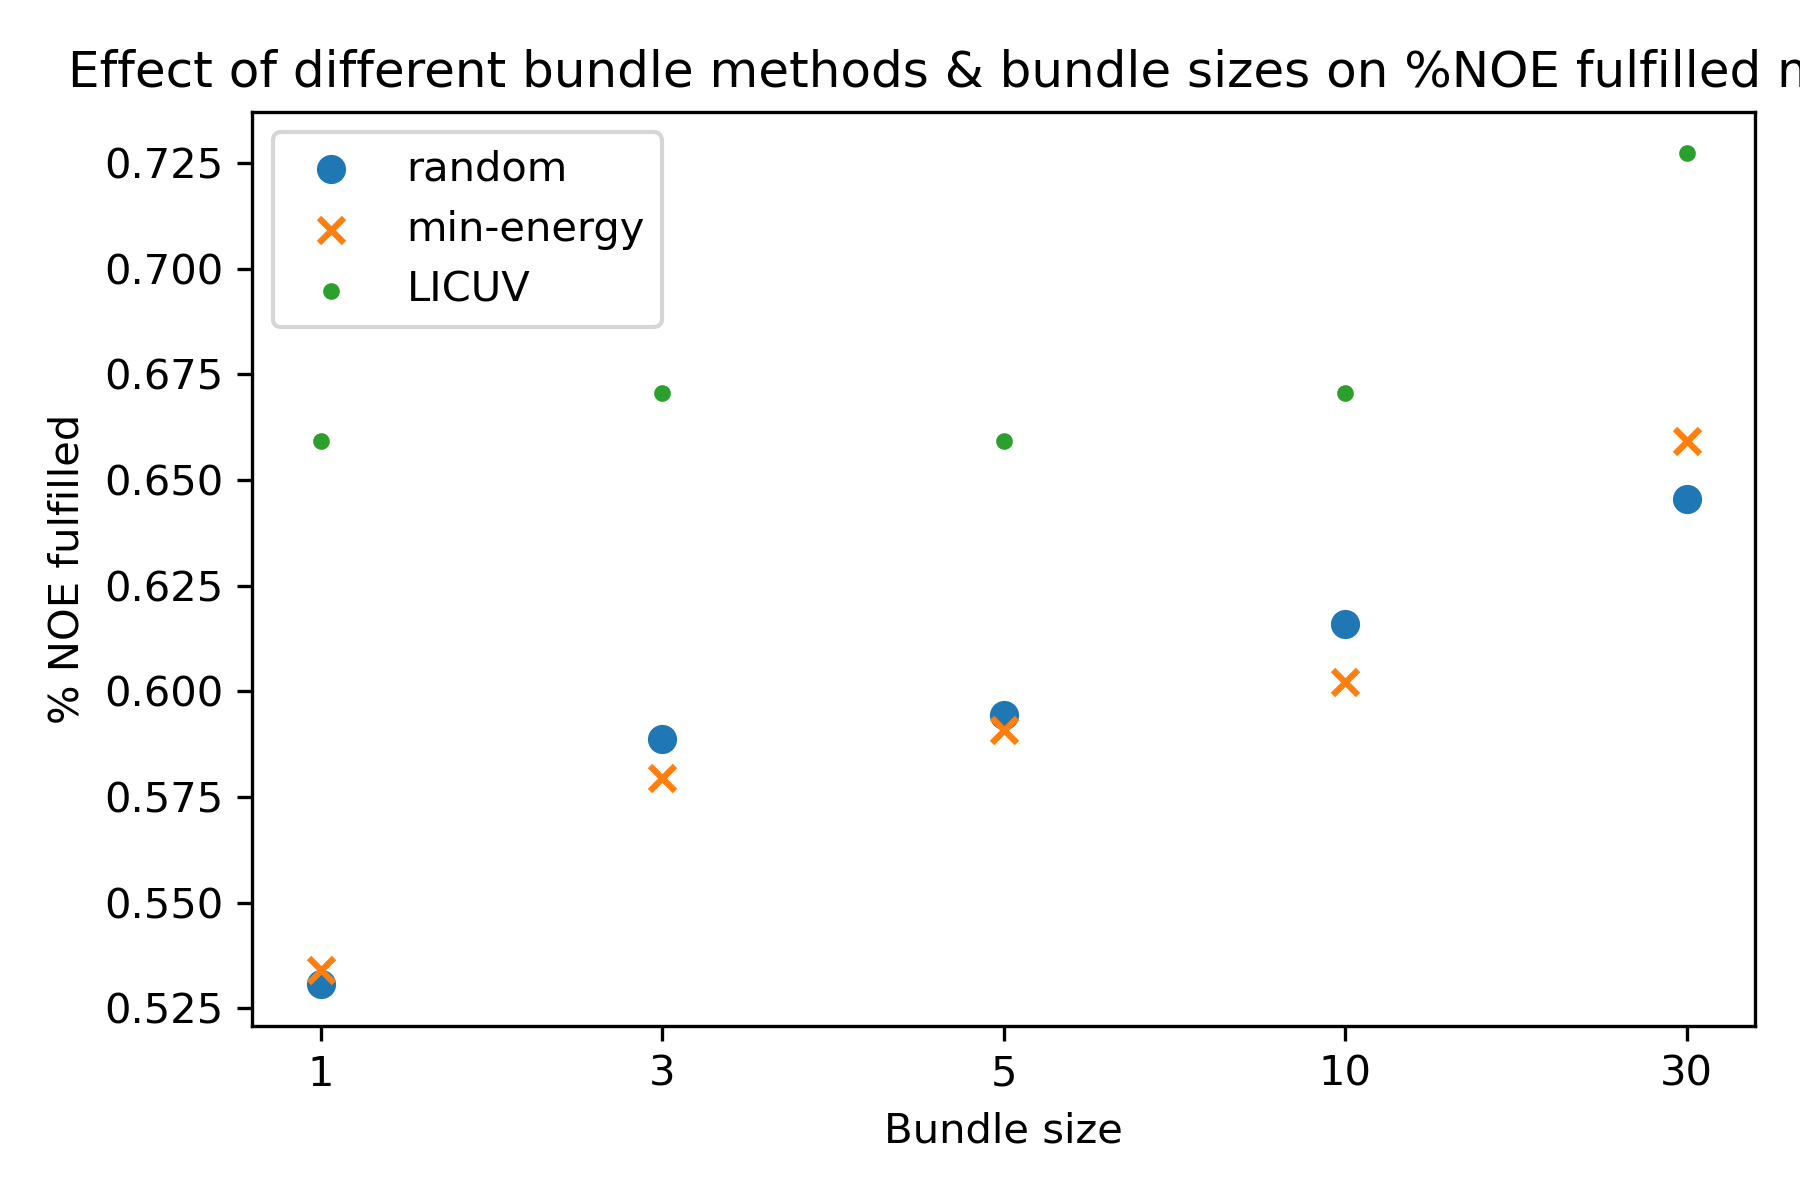 Effect of different bundle methods & bundle sizes on %NOE fulfilled
random
min-energy
LICUV
0.725
0.700
0.675
0.650
0.625
0.600
0.575
0.550
0.525
% NOE fulfilled
1 3 5 10 30
Bundle size